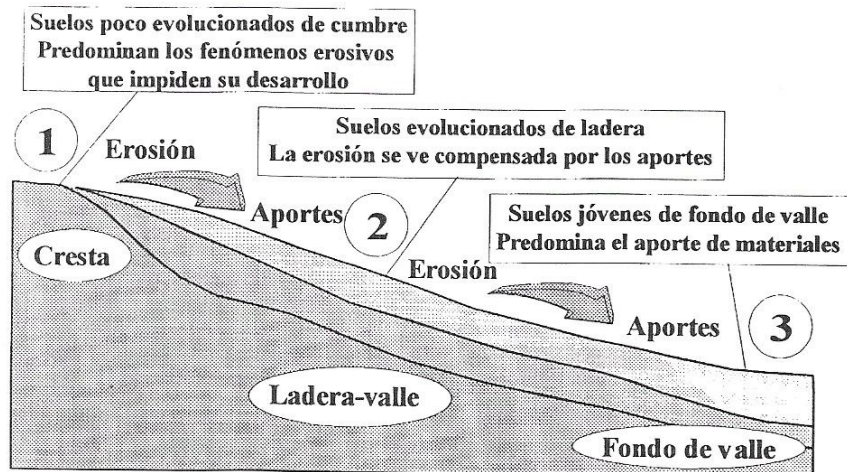 Suelos poco evolucionados de cumbre
Predominan los fenómenos erosivos
que impiden su desarrollo
1
Erosión
Suelos evolucionados de ladera
La erosión se ve compensada por los aportes
Aportes
2
Suelos jóvenes de fondo de valle
Predomina el aporte de materiales
Cresta
Erosión
Aportes
3
Ladera-valle
Fondo de valle